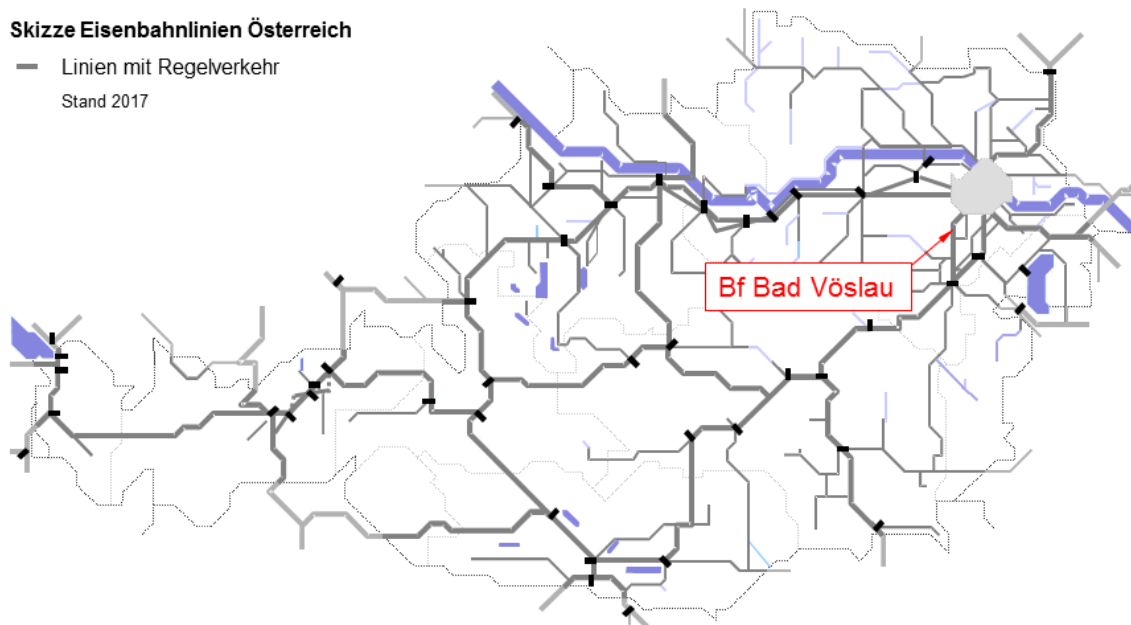 Skizze Eisenbahnlinien Österreich
Linien mit Regelverkehr
Stand 2017
Bf Bad Vöslau